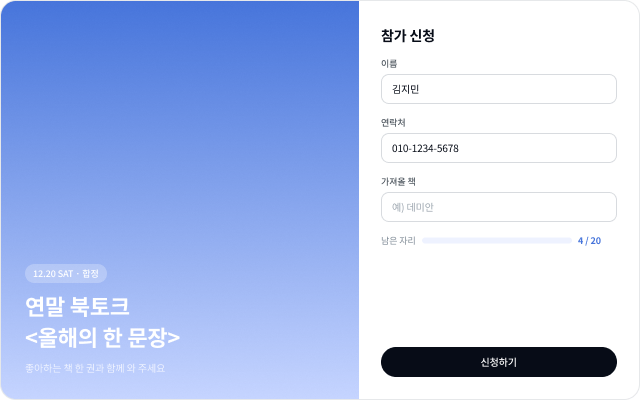 12.20 SAT · 합정
연말 북토크
<올해의 한 문장>
좋아하는 책 한 권과 함께 와 주세요
참가 신청
이름
김지민
연락처
010-1234-5678
가져올 책
예) 데미안
남은 자리 4 / 20
신청하기